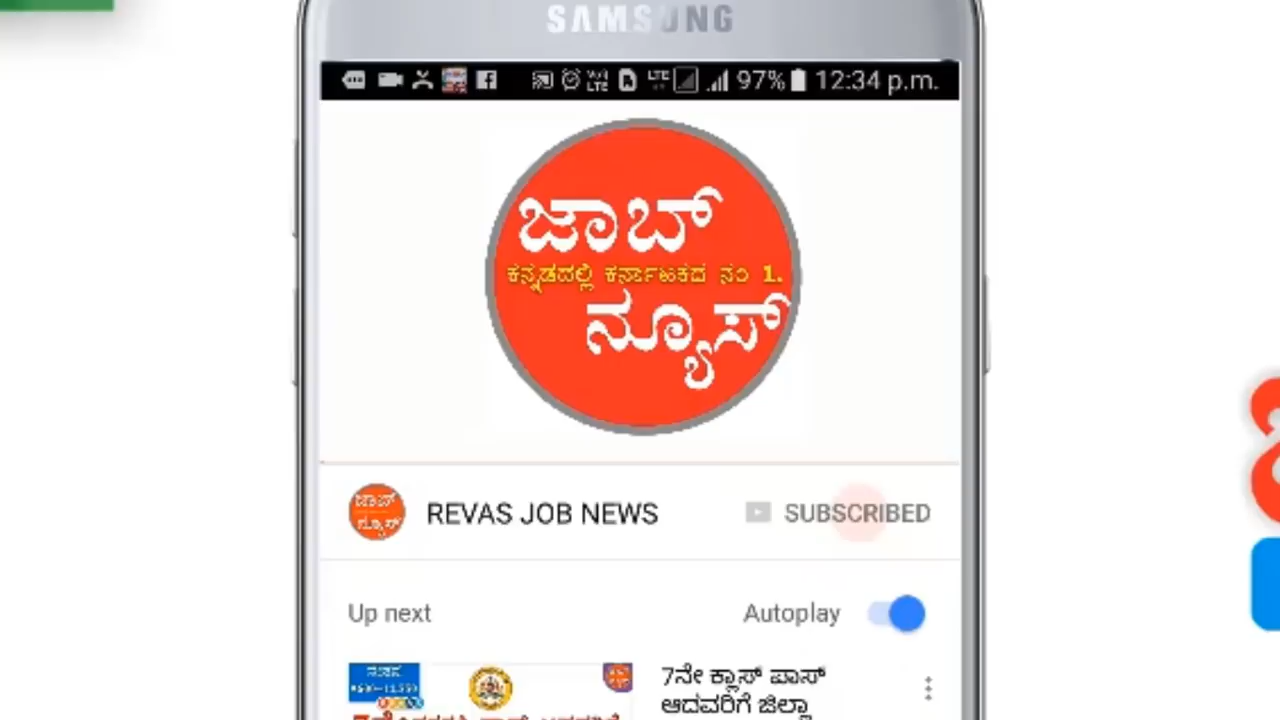 SAMSUNG
97% 12:34 p.m.
ಜಾಬ್
ಕನ್ನಡದಲ್ಲಿ ಕರ್ನಾಟಕದ ನಂ 1.
ನ್ಯೂಸ್
ಜಾಬ್
ನ್ಯೂಸ್
REVAS JOB NEWS
SUBSCRIBED
Up next
Autoplay
7ನೇ ಕ್ಲಾಸ್ ಪಾಸ್
ಆದವರಿಗೆ ಜಿಲ್ಲಾ